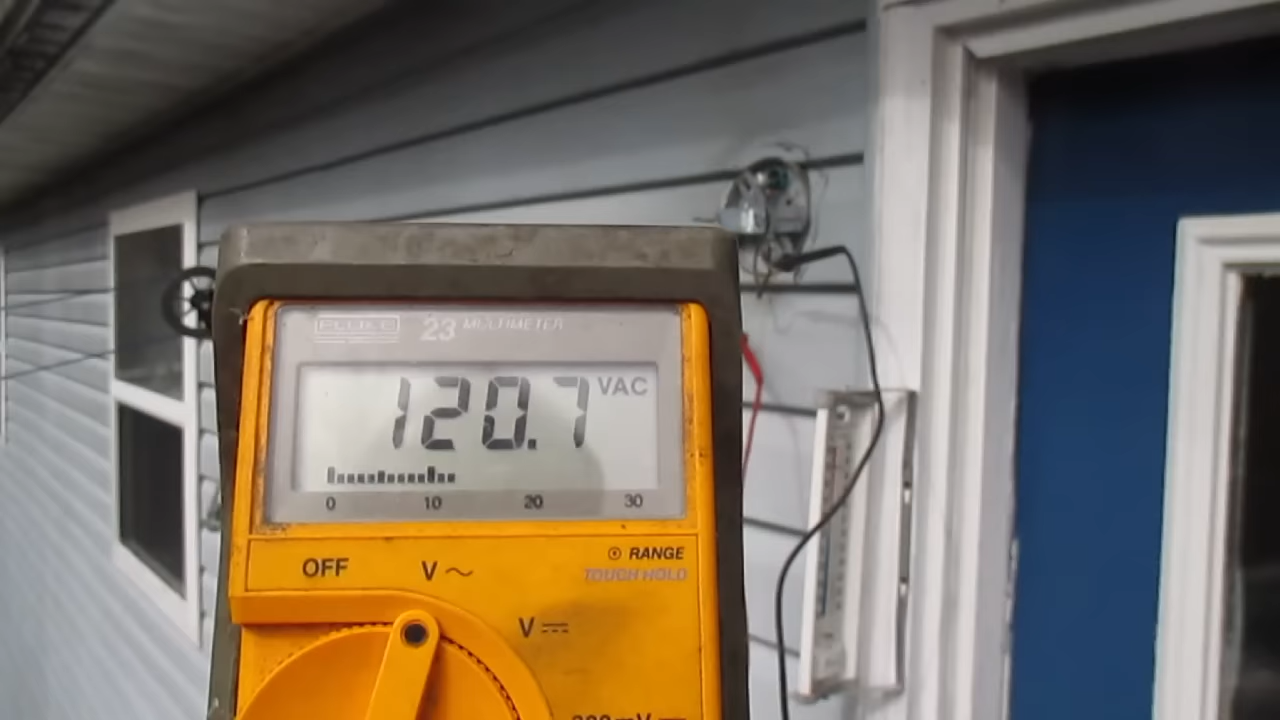 FLUKE 23 MULTIMETER
120.7 VAC
0 10 20 30
RANGE
OFF V~ TOUCH HOLD
V⎓